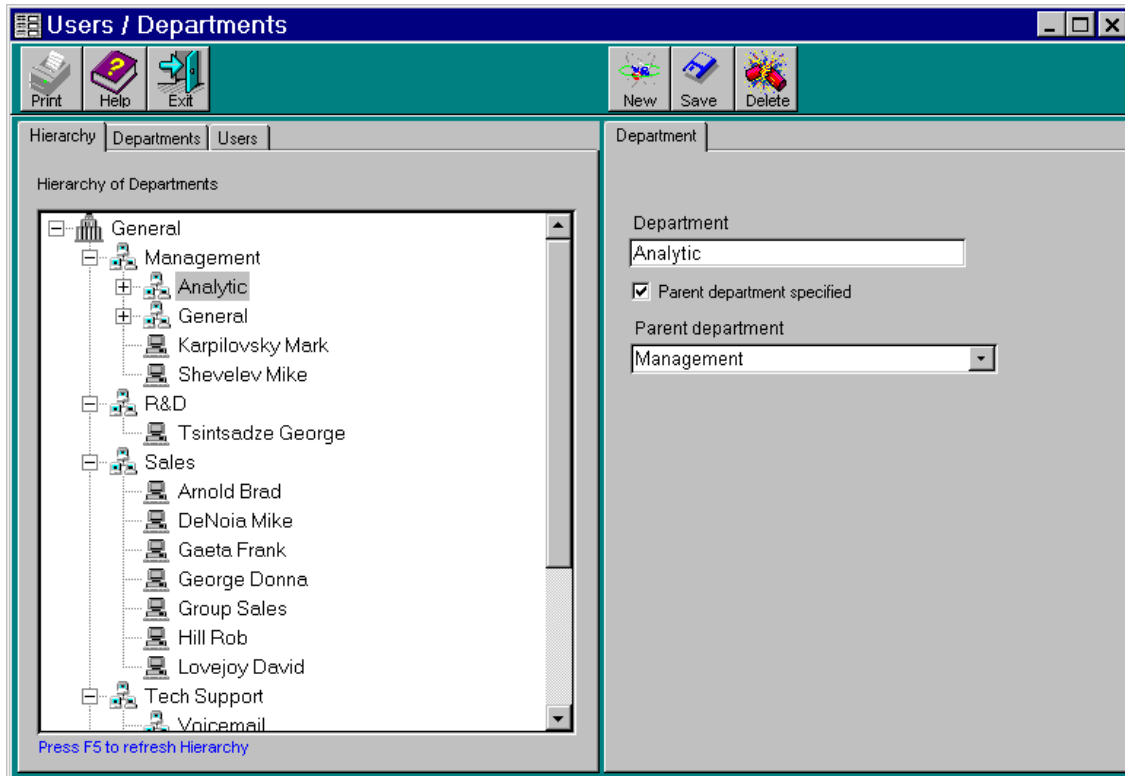 Users / Departments
Print Help Exit New Save Delete
Hierarchy Departments Users
Department
Hierarchy of Departments
General
Management
Analytic
General
Karpilovsky Mark
Shevelev Mike
R&D
Tsintsadze George
Sales
Arnold Brad
DeNoia Mike
Gaeta Frank
George Donna
Group Sales
Hill Rob
Lovejoy David
Tech Support
Voicemail
Press F5 to refresh Hierarchy
Department
Analytic
Parent department specified
Parent department
Management